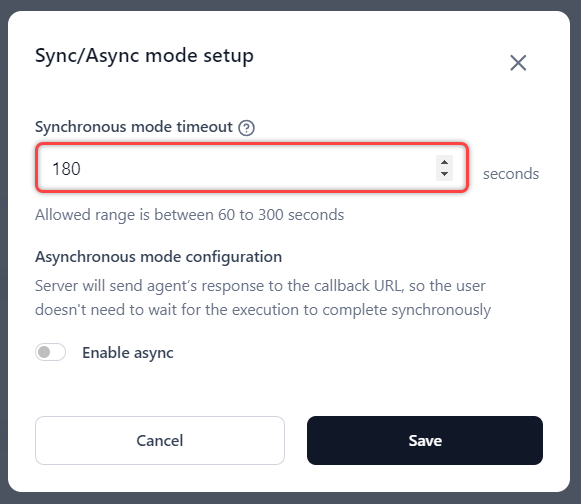 Sync/Async mode setup
Synchronous mode timeout
180
seconds
Allowed range is between 60 to 300 seconds
Asynchronous mode configuration
Server will send agent’s response to the callback URL, so the user
doesn't need to wait for the execution to complete synchronously
Enable async
Cancel
Save